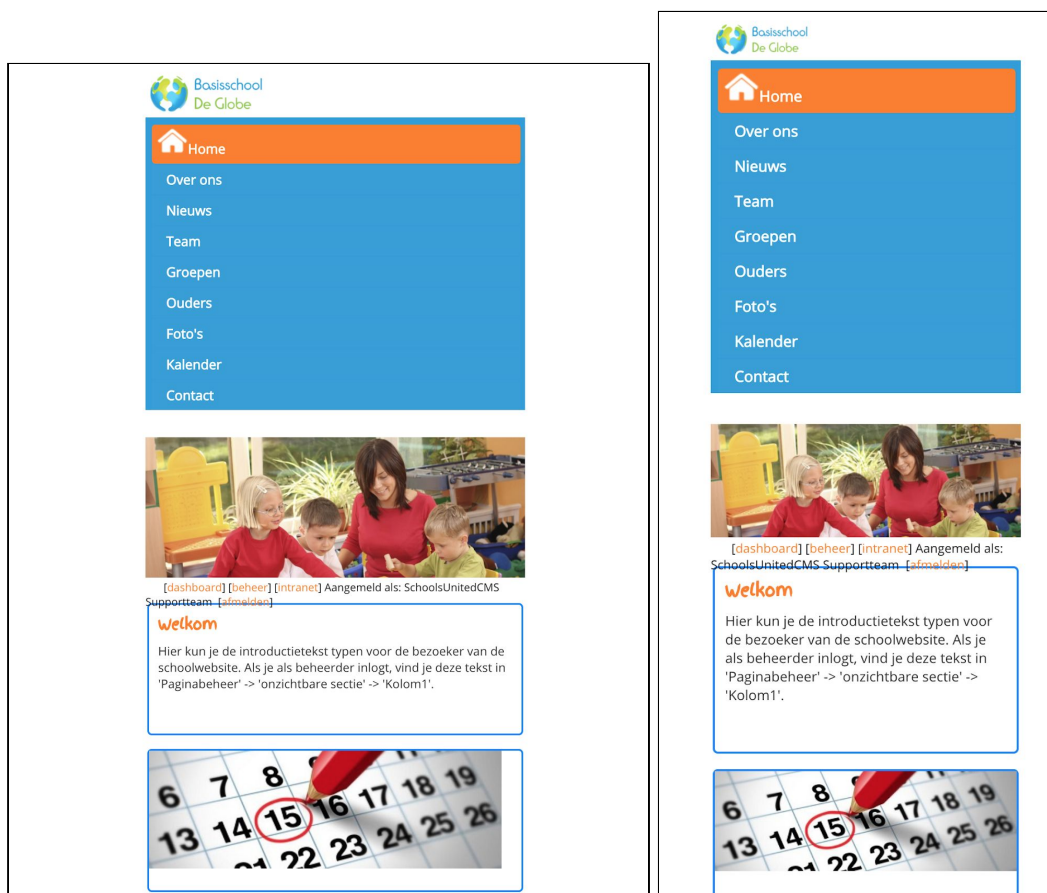 Basisschool
De Globe
Home
Over ons
Nieuws
Team
Groepen
Ouders
Foto's
Kalender
Contact
[dashboard] [beheer] [intranet] Aangemeld als: SchoolsUnitedCMS
Supportteam [afmelden]
Welkom
Hier kun je de introductietekst typen voor de bezoeker van de
schoolwebsite. Als je als beheerder inlogt, vind je deze tekst in
'Paginabeheer' -> 'onzichtbare sectie' -> 'Kolom1'.
6 7 8 16 17 18 19
13 14 15 23 24 25 26
21 22
Basisschool
De Globe
Home
Over ons
Nieuws
Team
Groepen
Ouders
Foto's
Kalender
Contact
[dashboard] [beheer] [intranet] Aangemeld als:
SchoolsUnitedCMS Supportteam [afmelden]
Welkom
Hier kun je de introductietekst typen voor
de bezoeker van de schoolwebsite. Als je
als beheerder inlogt, vind je deze tekst in
'Paginabeheer' -> 'onzichtbare sectie' ->
'Kolom1'.
6 7 8 16 17 18 19
13 14 15 23 24 25 26
22